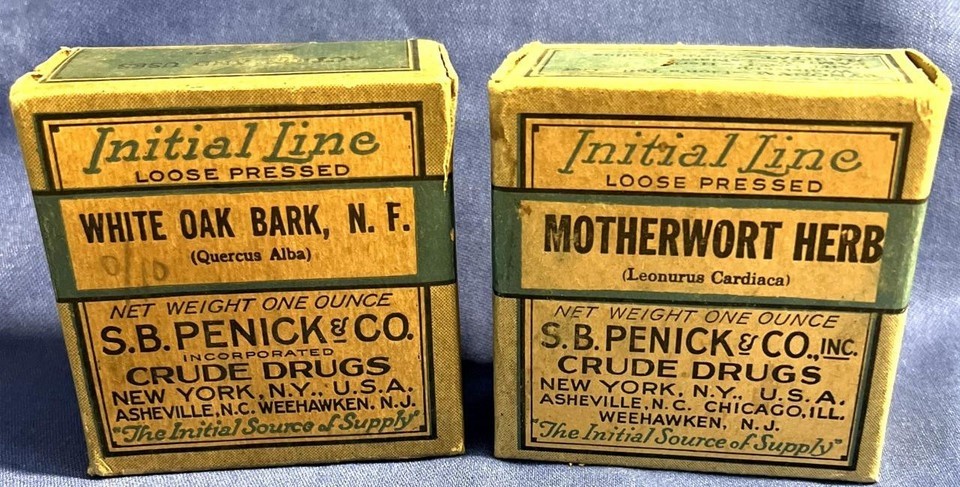 Initial Line
LOOSE PRESSED
WHITE OAK BARK, N. F.
(Quercus Alba)
0/10
NET WEIGHT ONE OUNCE
S.B. PENICK & CO.
INCORPORATED
CRUDE DRUGS
NEW YORK, N.Y., U.S.A.
ASHEVILLE, N.C. WEEHAWKEN. N.J.
"The Initial Source of Supply"
Initial Line
LOOSE PRESSED
MOTHERWORT HERB
(Leonurus Cardiaca)
NET WEIGHT ONE OUNCE
S.B. PENICK & CO., INC.
CRUDE DRUGS
NEW YORK, N.Y., U.S.A.
ASHEVILLE, N.C. CHICAGO, ILL.
WEEHAWKEN, N.J.
"The Initial Source of Supply"